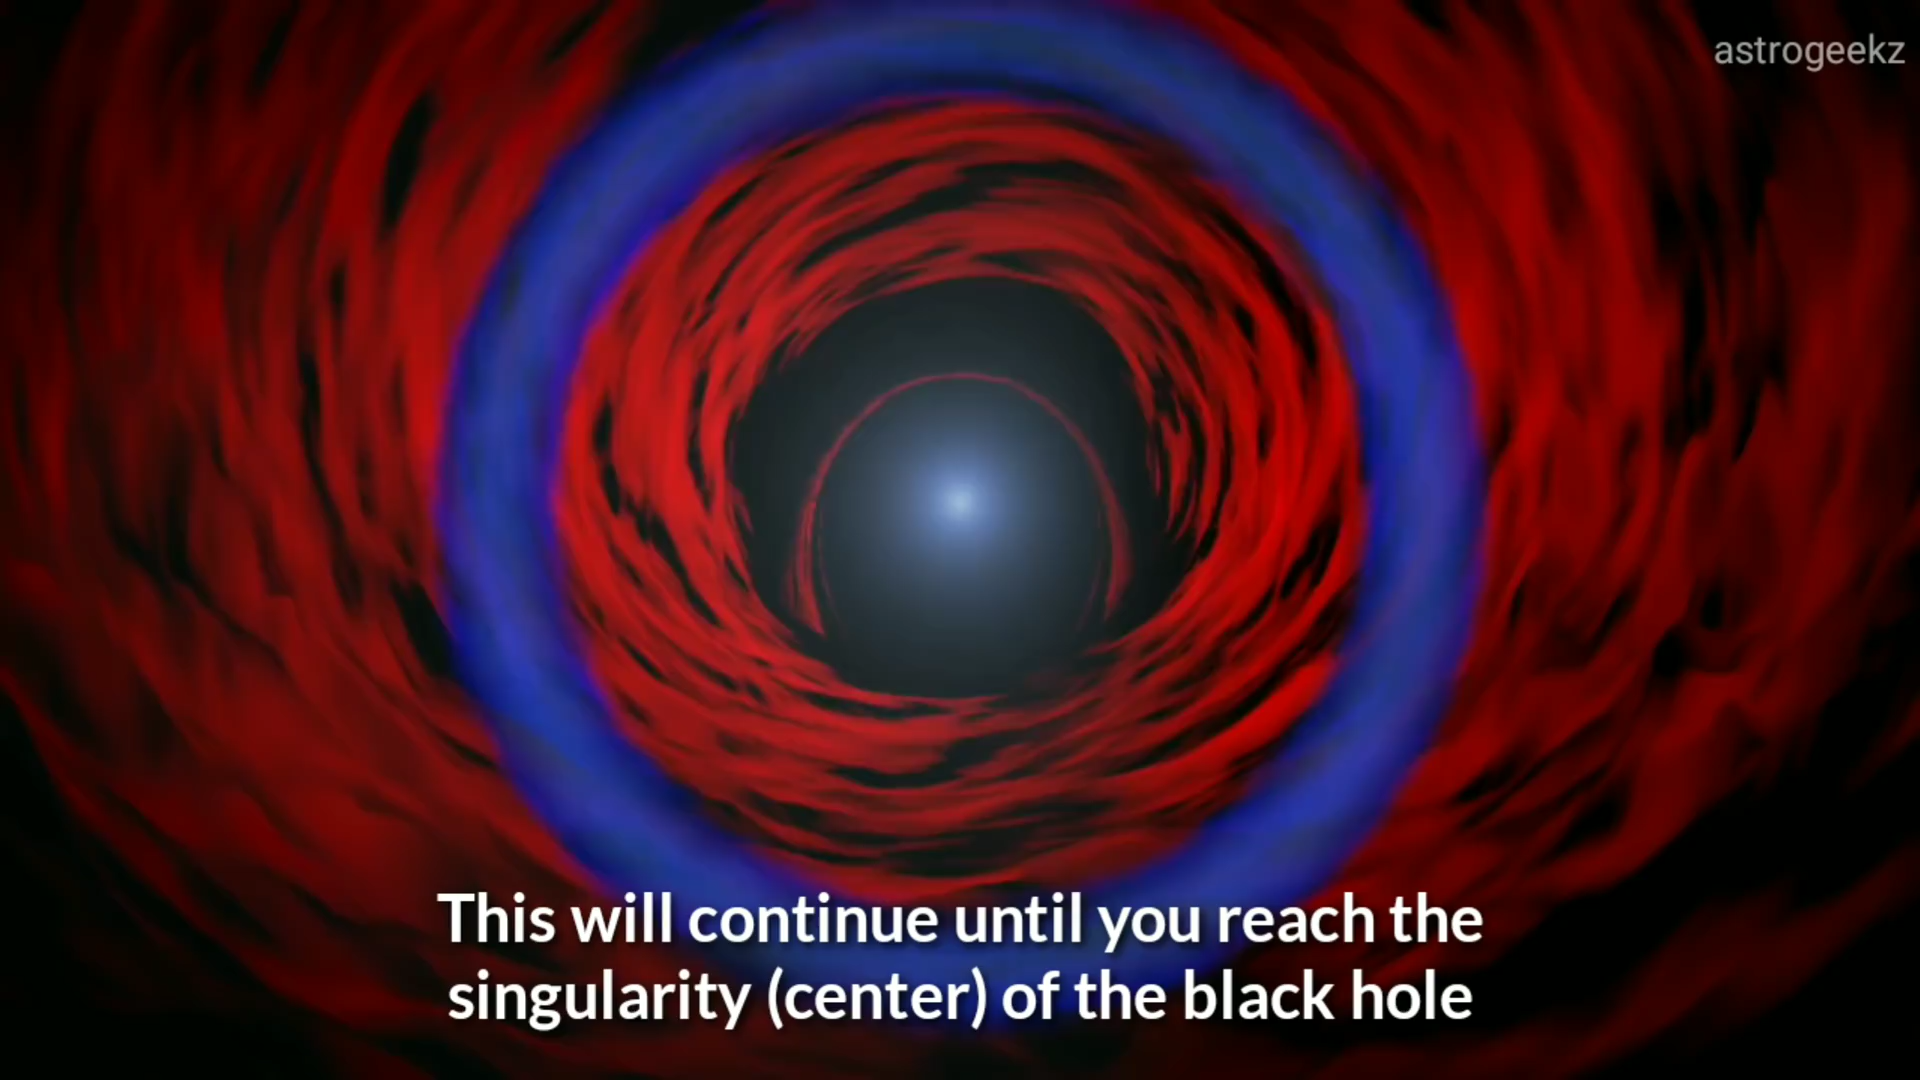 astrogeekz
This will continue until you reach the
singularity (center) of the black hole